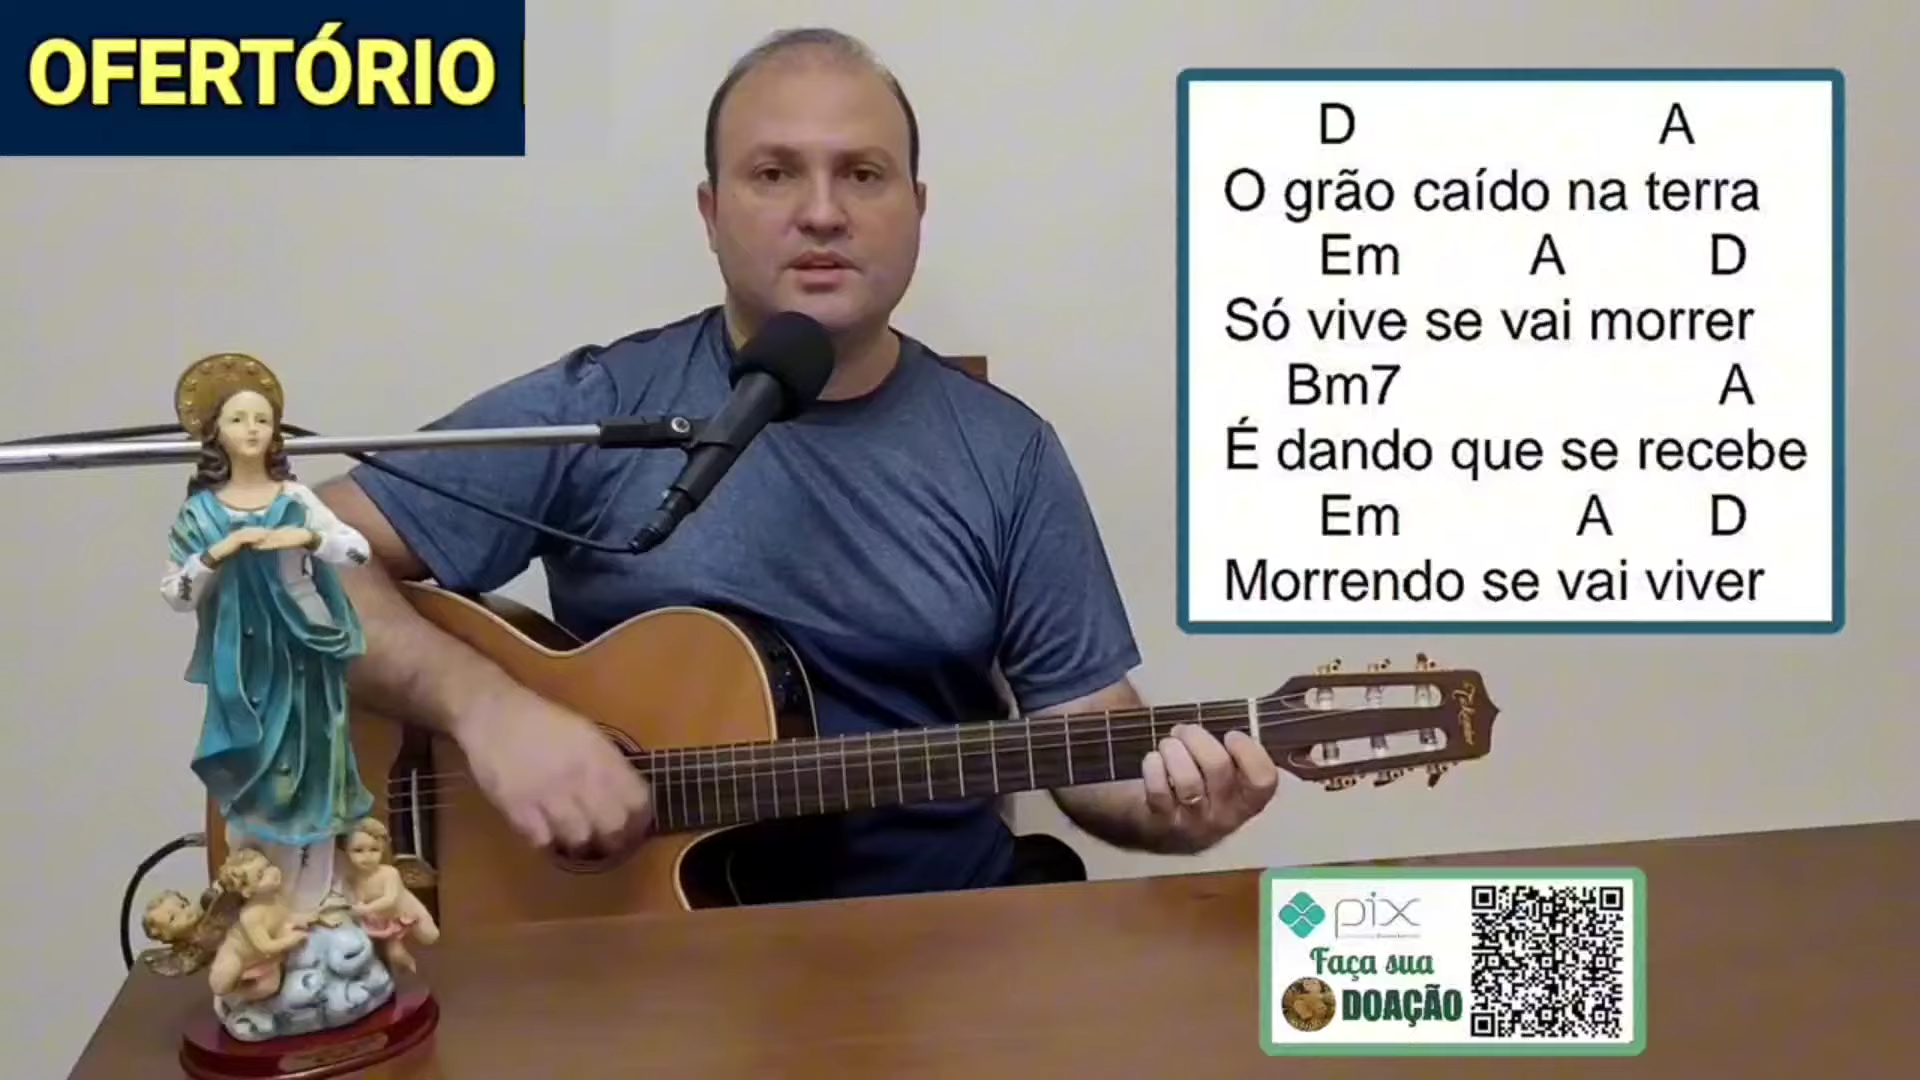 OFERTÓRIO
D A
O grão caído na terra
Em A D
Só vive se vai morrer
Bm7 A
É dando que se recebe
Em A D
Morrendo se vai viver
pix
Faça sua
DOAÇÃO